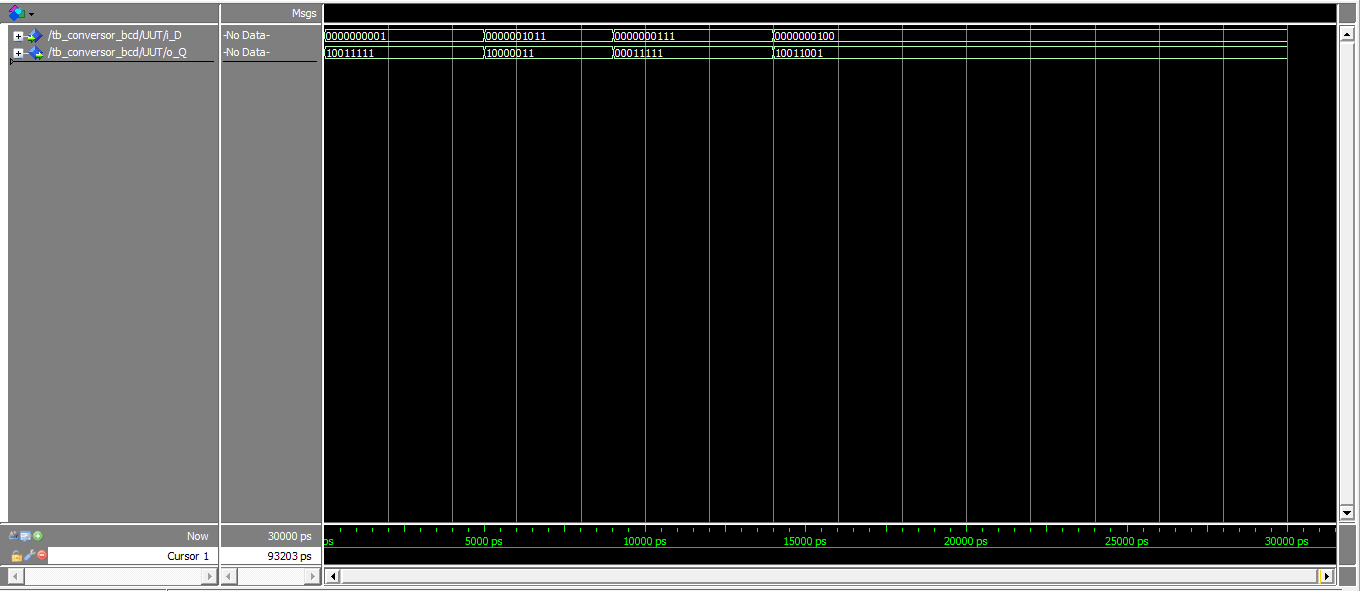 Msgs
/tb_conversor_bcd/UUT/i_D -No Data- 0000000001 0000001011 0000000111 0000000100
/tb_conversor_bcd/UUT/o_Q -No Data- 10011111 10000011 00011111 10011001
Now 30000 ps ps 5000 ps 10000 ps 15000 ps 20000 ps 25000 ps 30000 ps
Cursor 1 93203 ps